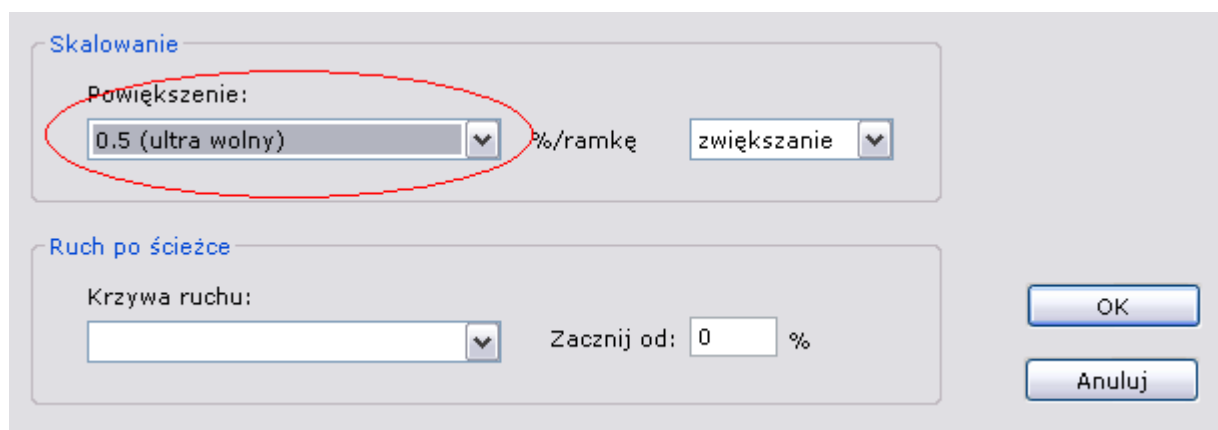 Skalowanie
Powiększenie:
0.5 (ultra wolny) %/ramkę zwiększanie
Ruch po ścieżce
Krzywa ruchu:
Zacznij od: 0 %
OK
Anuluj